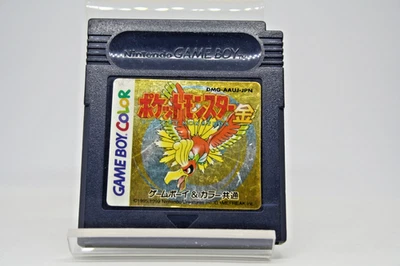 Nintendo GAME BOY
DMG-AAUJ-JPN
ポケットモンスター金
GAME BOY COLOR
ゲームボーイ&カラー共通